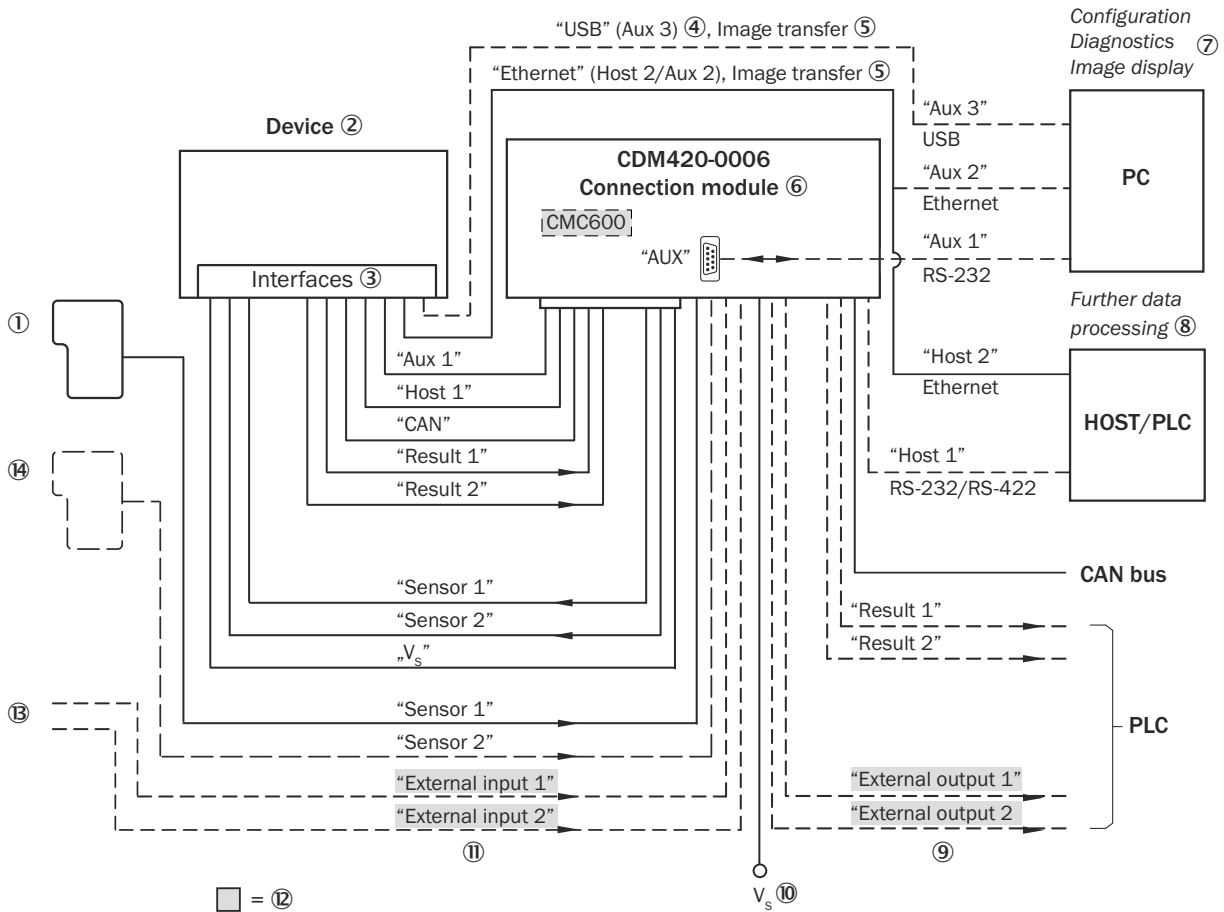 “USB” (Aux 3) ④, Image transfer ⑤
“Ethernet” (Host 2/Aux 2), Image transfer ⑤
Configuration
Diagnostics ⑦
Image display
Device ②
CDM420-0006
Connection module ⑥
CMC600
“AUX”
Interfaces ③
“Aux 3”
USB
“Aux 2”
Ethernet
“Aux 1”
RS-232
PC
①
Further data
processing ⑧
“Host 2”
Ethernet
HOST/PLC
“Host 1”
RS-232/RS-422
“Aux 1”
“Host 1”
“CAN”
“Result 1”
“Result 2”
⑭
CAN bus
“Sensor 1”
“Sensor 2”
„Vs”
“Result 1”
“Result 2”
PLC
⑬
“Sensor 1”
“Sensor 2”
“External input 1”
“External input 2”
⑪
“External output 1”
“External output 2
⑨
Vs ⑩
= ⑫